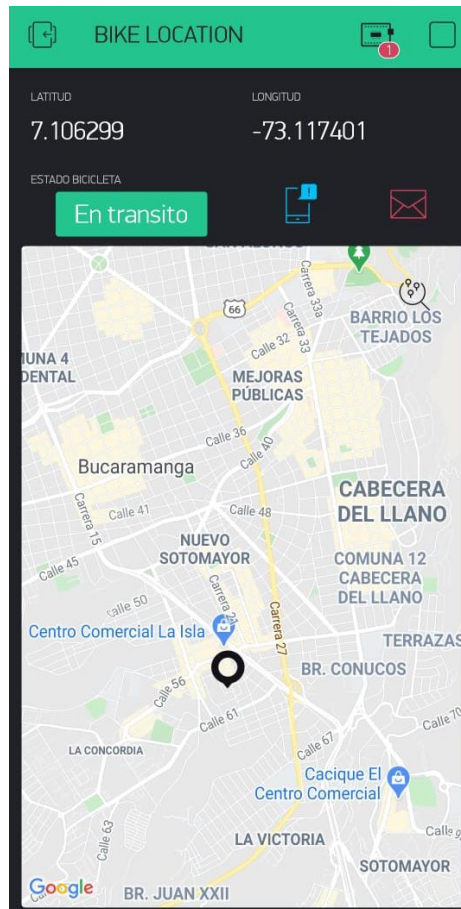 BIKE LOCATION
1
LATITUD
LONGITUD
7.106299
-73.117401
ESTADO BICICLETA
En transito
Carrera 33a
66
BARRIO LOS
TEJADOS
Calle 32
Carrera 33
UNA 4
DENTAL
MEJORAS
PÚBLICAS
Calle 36
Calle 40
Bucaramanga
CABECERA
DEL LLANO
Carrera 15
Calle 41
Calle 48
NUEVO
SOTOMAYOR
COMUNA 12
CABECERA
DEL LLANO
Calle 45
Calle 50
Carrera 27
Centro Comercial La Isla
TERRAZAS
BR. CONUCOS
Calle 56
Calle 61
Calle 70
LA CONCORDIA
Calle 67
Cacique El
Centro Comercial
Calle 63
LA VICTORIA
SOTOMAYOR
Google
BR. JUAN XXII